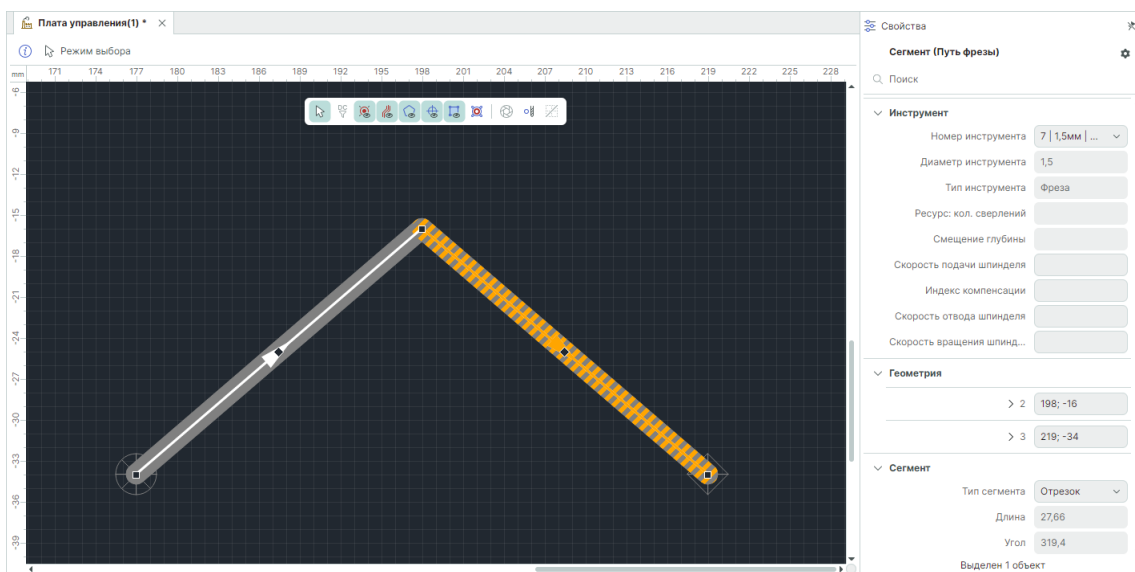 Плата управления(1) *
Режим выбора
mm 171 174 177 180 183 186 189 192 195 198 201 204 207 210 213 216 219 222 225 228
-6
-9
-12
-15
-18
-21
-24
-27
-30
-33
-36
-39
DC
Свойства
Сегмент (Путь фрезы)
Поиск
Инструмент
Номер инструмента 7 | 1,5мм | ...
Диаметр инструмента 1,5
Тип инструмента Фреза
Ресурс: кол. сверлений
Смещение глубины
Скорость подачи шпинделя
Индекс компенсации
Скорость отвода шпинделя
Скорость вращения шпинд...
Геометрия
2 198; -16
3 219; -34
Сегмент
Тип сегмента Отрезок
Длина 27,66
Угол 319,4
Выделен 1 объект